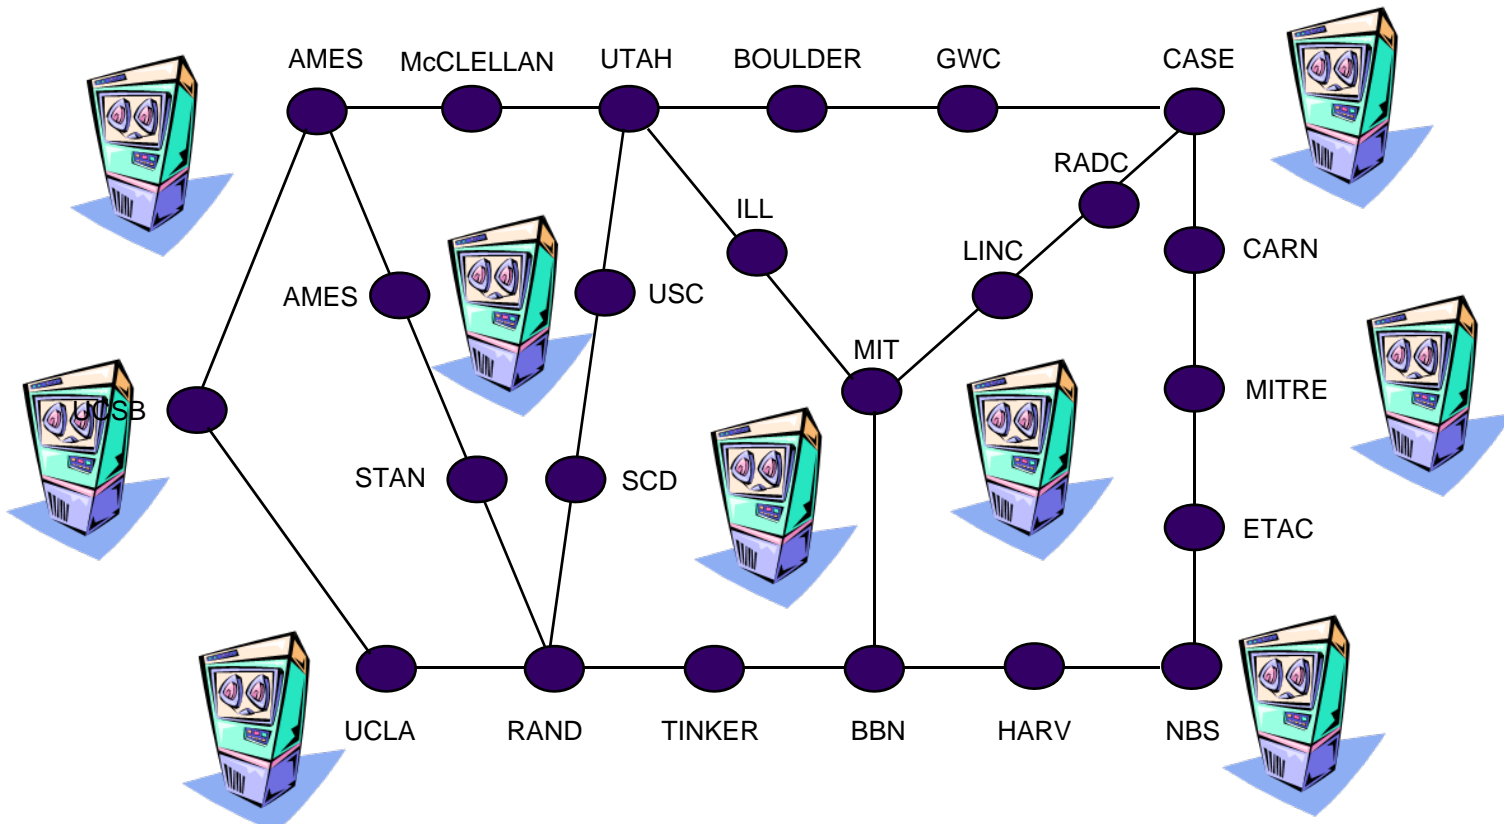 AMES
McCLELLAN
UTAH
BOULDER
GWC
CASE
RADC
ILL
LINC
CARN
AMES
USC
MIT
MITRE
UCSB
STAN
SCD
ETAC
UCLA
RAND
TINKER
BBN
HARV
NBS